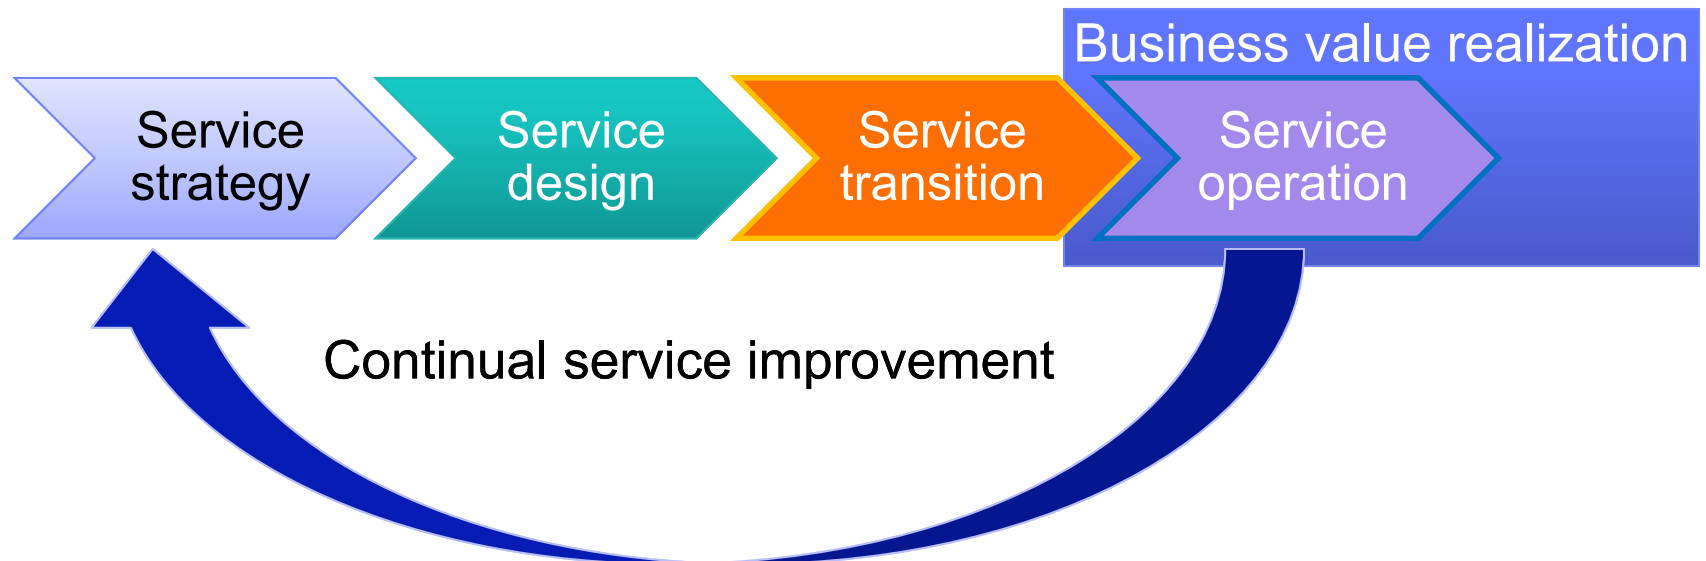 Business value realization
Service
strategy
Service
design
Service
transition
Service
operation
Continual service improvement